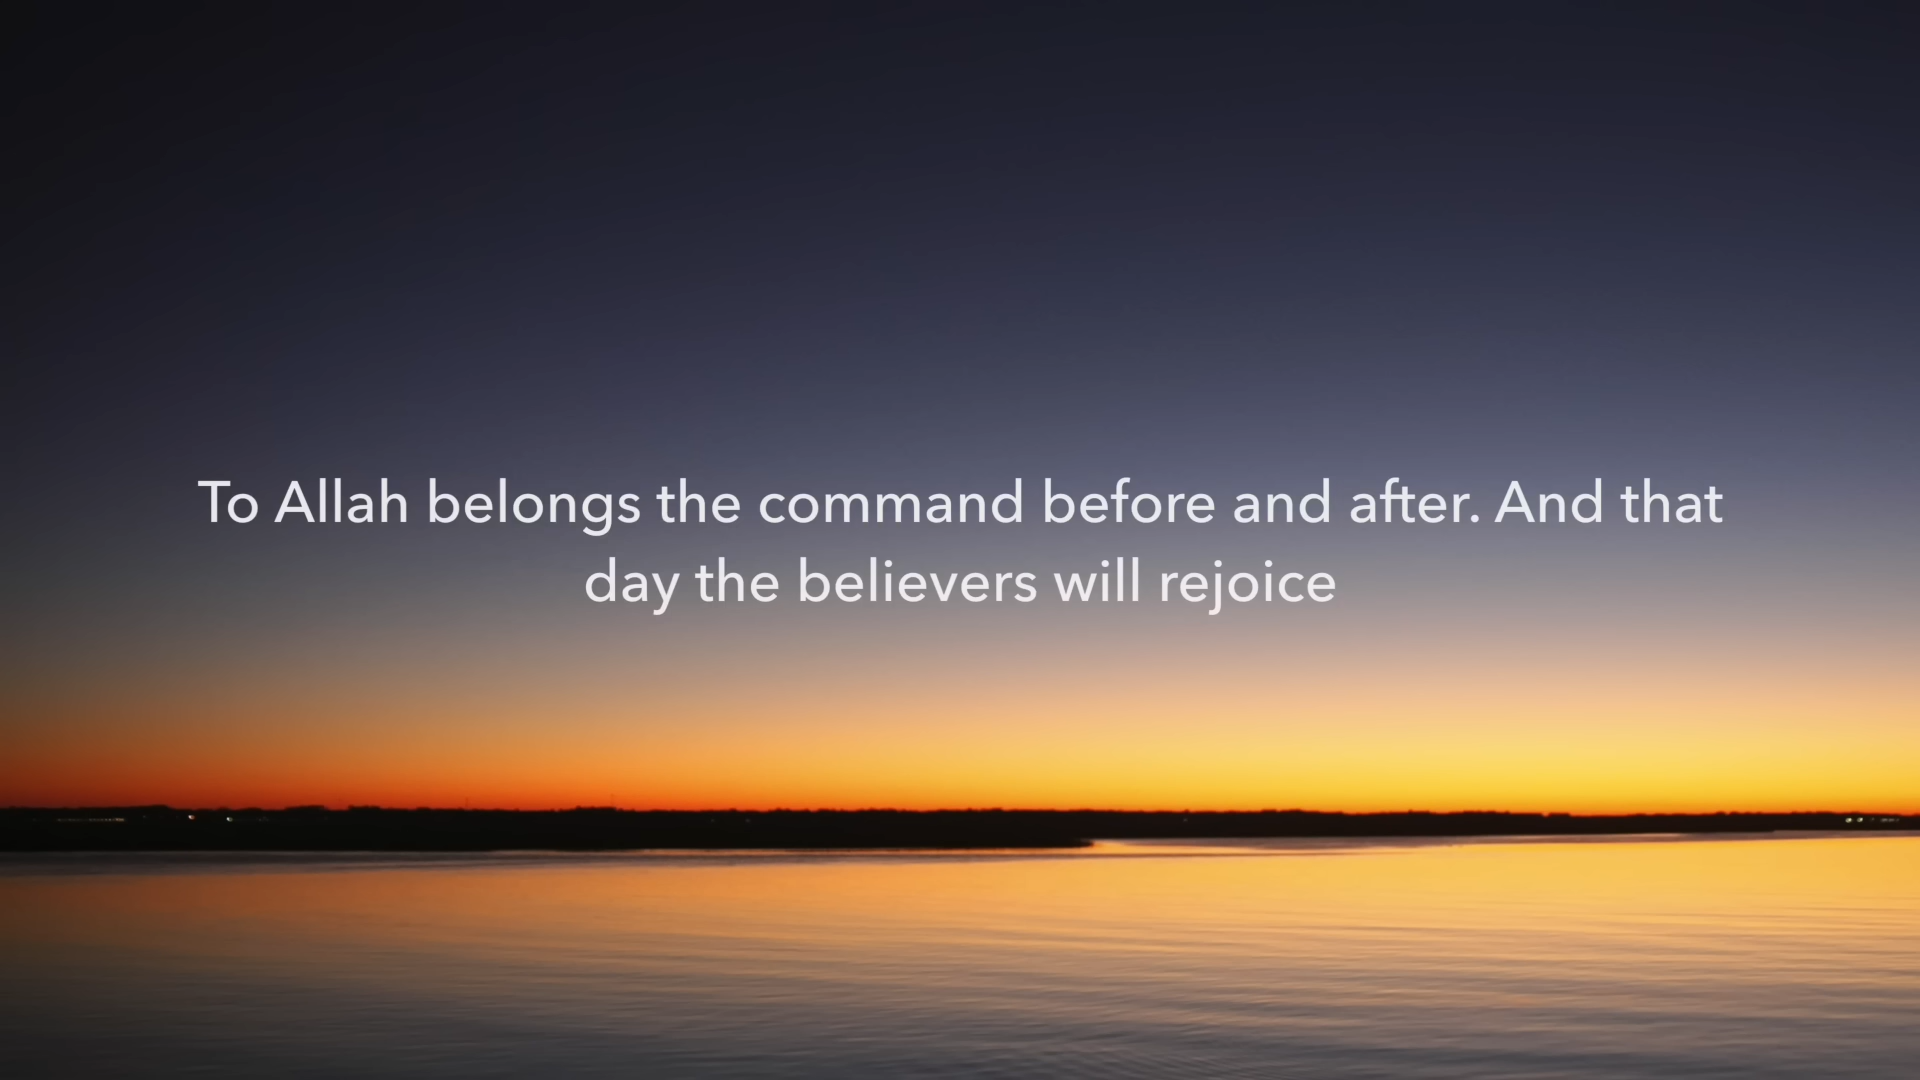 To Allah belongs the command before and after. And that
day the believers will rejoice